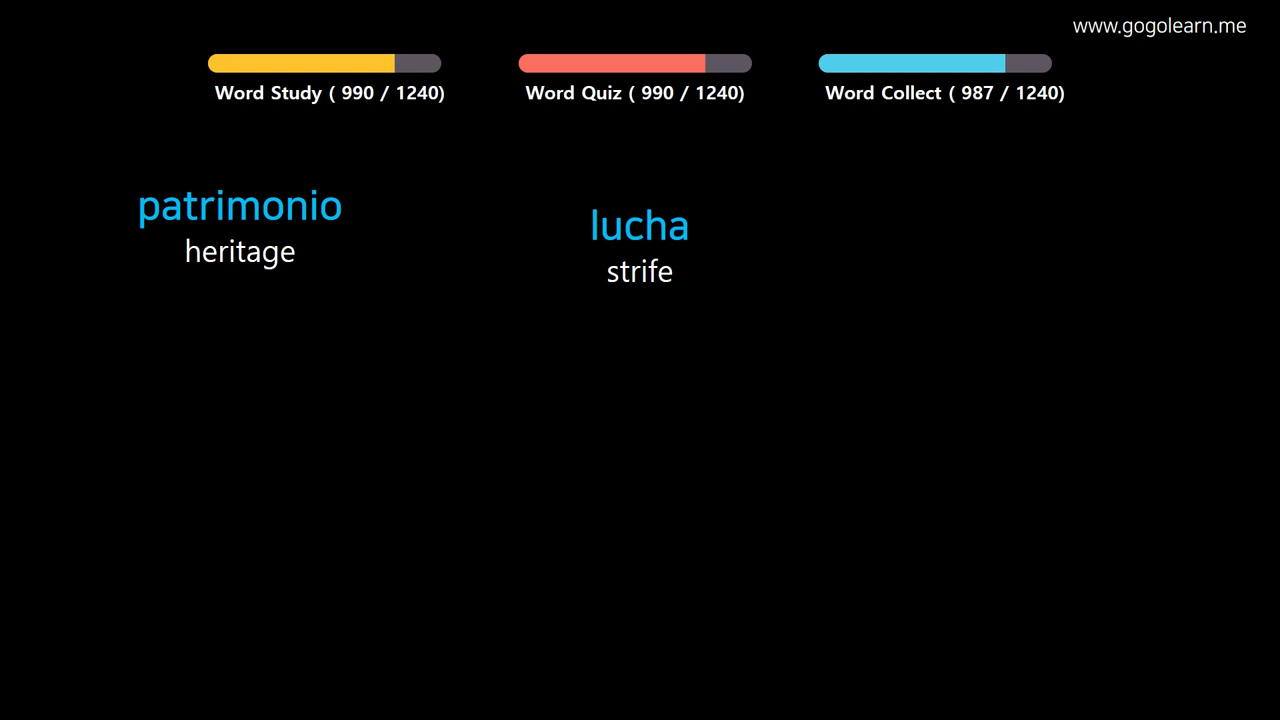 www.gogolearn.me
Word Study ( 990 / 1240)
Word Quiz ( 990 / 1240)
Word Collect ( 987 / 1240)
patrimonio
heritage
lucha
strife